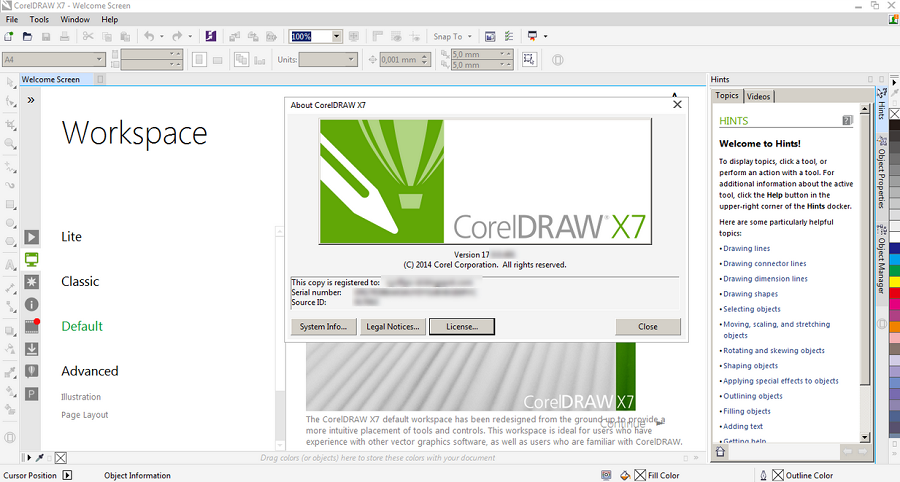 CorelDRAW X7 - Welcome Screen
File Tools Window Help
100% Snap To
A4 Units: 0,001 mm 5,0 mm
5,0 mm
Welcome Screen
Workspace
Lite
Classic
Default
Advanced
Illustration
Page Layout
About CorelDRAW X7
CorelDRAW® X7
Version 17
(C) 2014 Corel Corporation. All rights reserved.
This copy is registered to:
Serial number:
Source ID:
System Info... Legal Notices... License... Close
CorelDRAW X7
The CorelDRAW X7 default workspace has been redesigned from the ground up to provide a
more intuitive placement of tools and controls. This workspace is ideal for users who have
experience with other vector graphics software, as well as users who are familiar with CorelDRAW.
Continue
Drag colors (or objects) here to store these colors with your document
Hints
Topics Videos
HINTS
Welcome to Hints!
To display topics, click a tool, or
perform an action with a tool. For
additional information about the active
tool, click the Help button in the
upper-right corner of the Hints docker.
Here are some particularly helpful
topics:
• Drawing lines
• Drawing connector lines
• Drawing dimension lines
• Drawing shapes
• Selecting objects
• Moving, scaling, and stretching
objects
• Rotating and skewing objects
• Shaping objects
• Applying special effects to objects
• Outlining objects
• Filling objects
• Adding text
• Getting help
Hints
Object Properties
Object Manager
Cursor Position Object Information Fill Color Outline Color